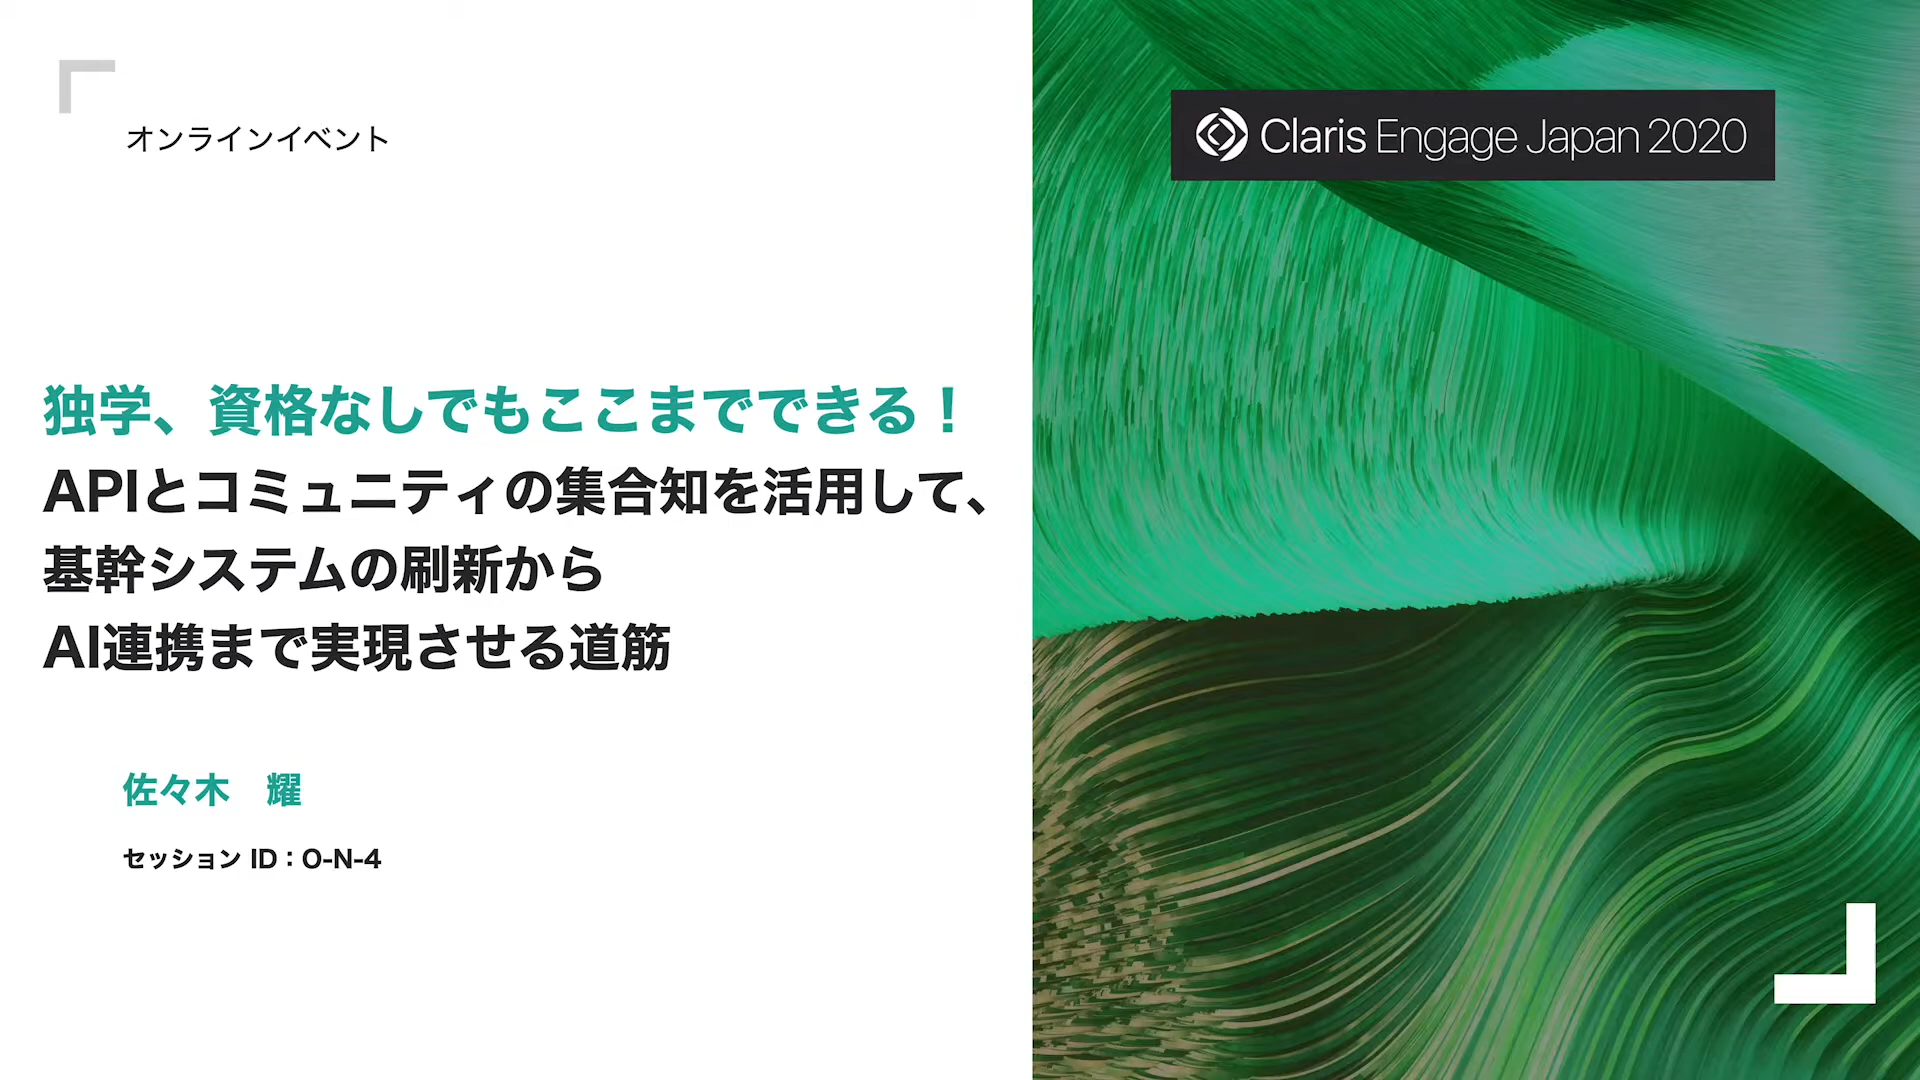 オンラインイベント
Claris Engage Japan 2020
独学、資格なしでもここまでできる！
APIとコミュニティの集合知を活用して、
基幹システムの刷新から
AI連携まで実現させる道筋
佐々木　耀
セッション ID：O-N-4